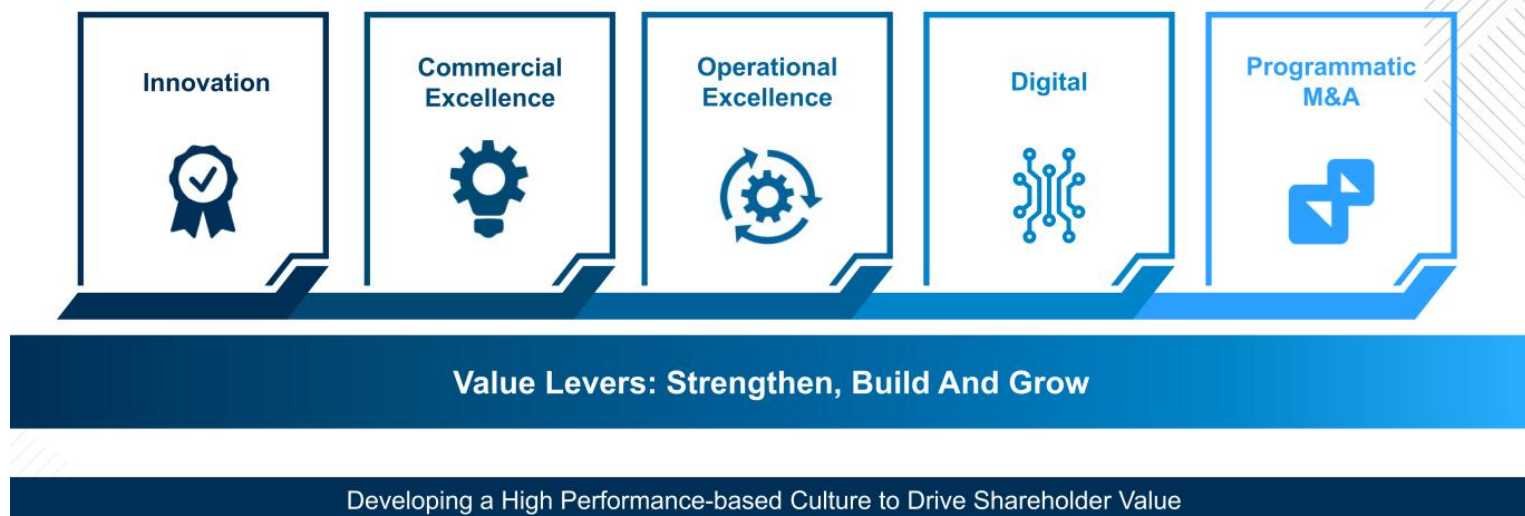 Innovation
Commercial
Excellence
Operational
Excellence
Digital
Programmatic
M&A
Value Levers: Strengthen, Build And Grow
Developing a High Performance-based Culture to Drive Shareholder Value